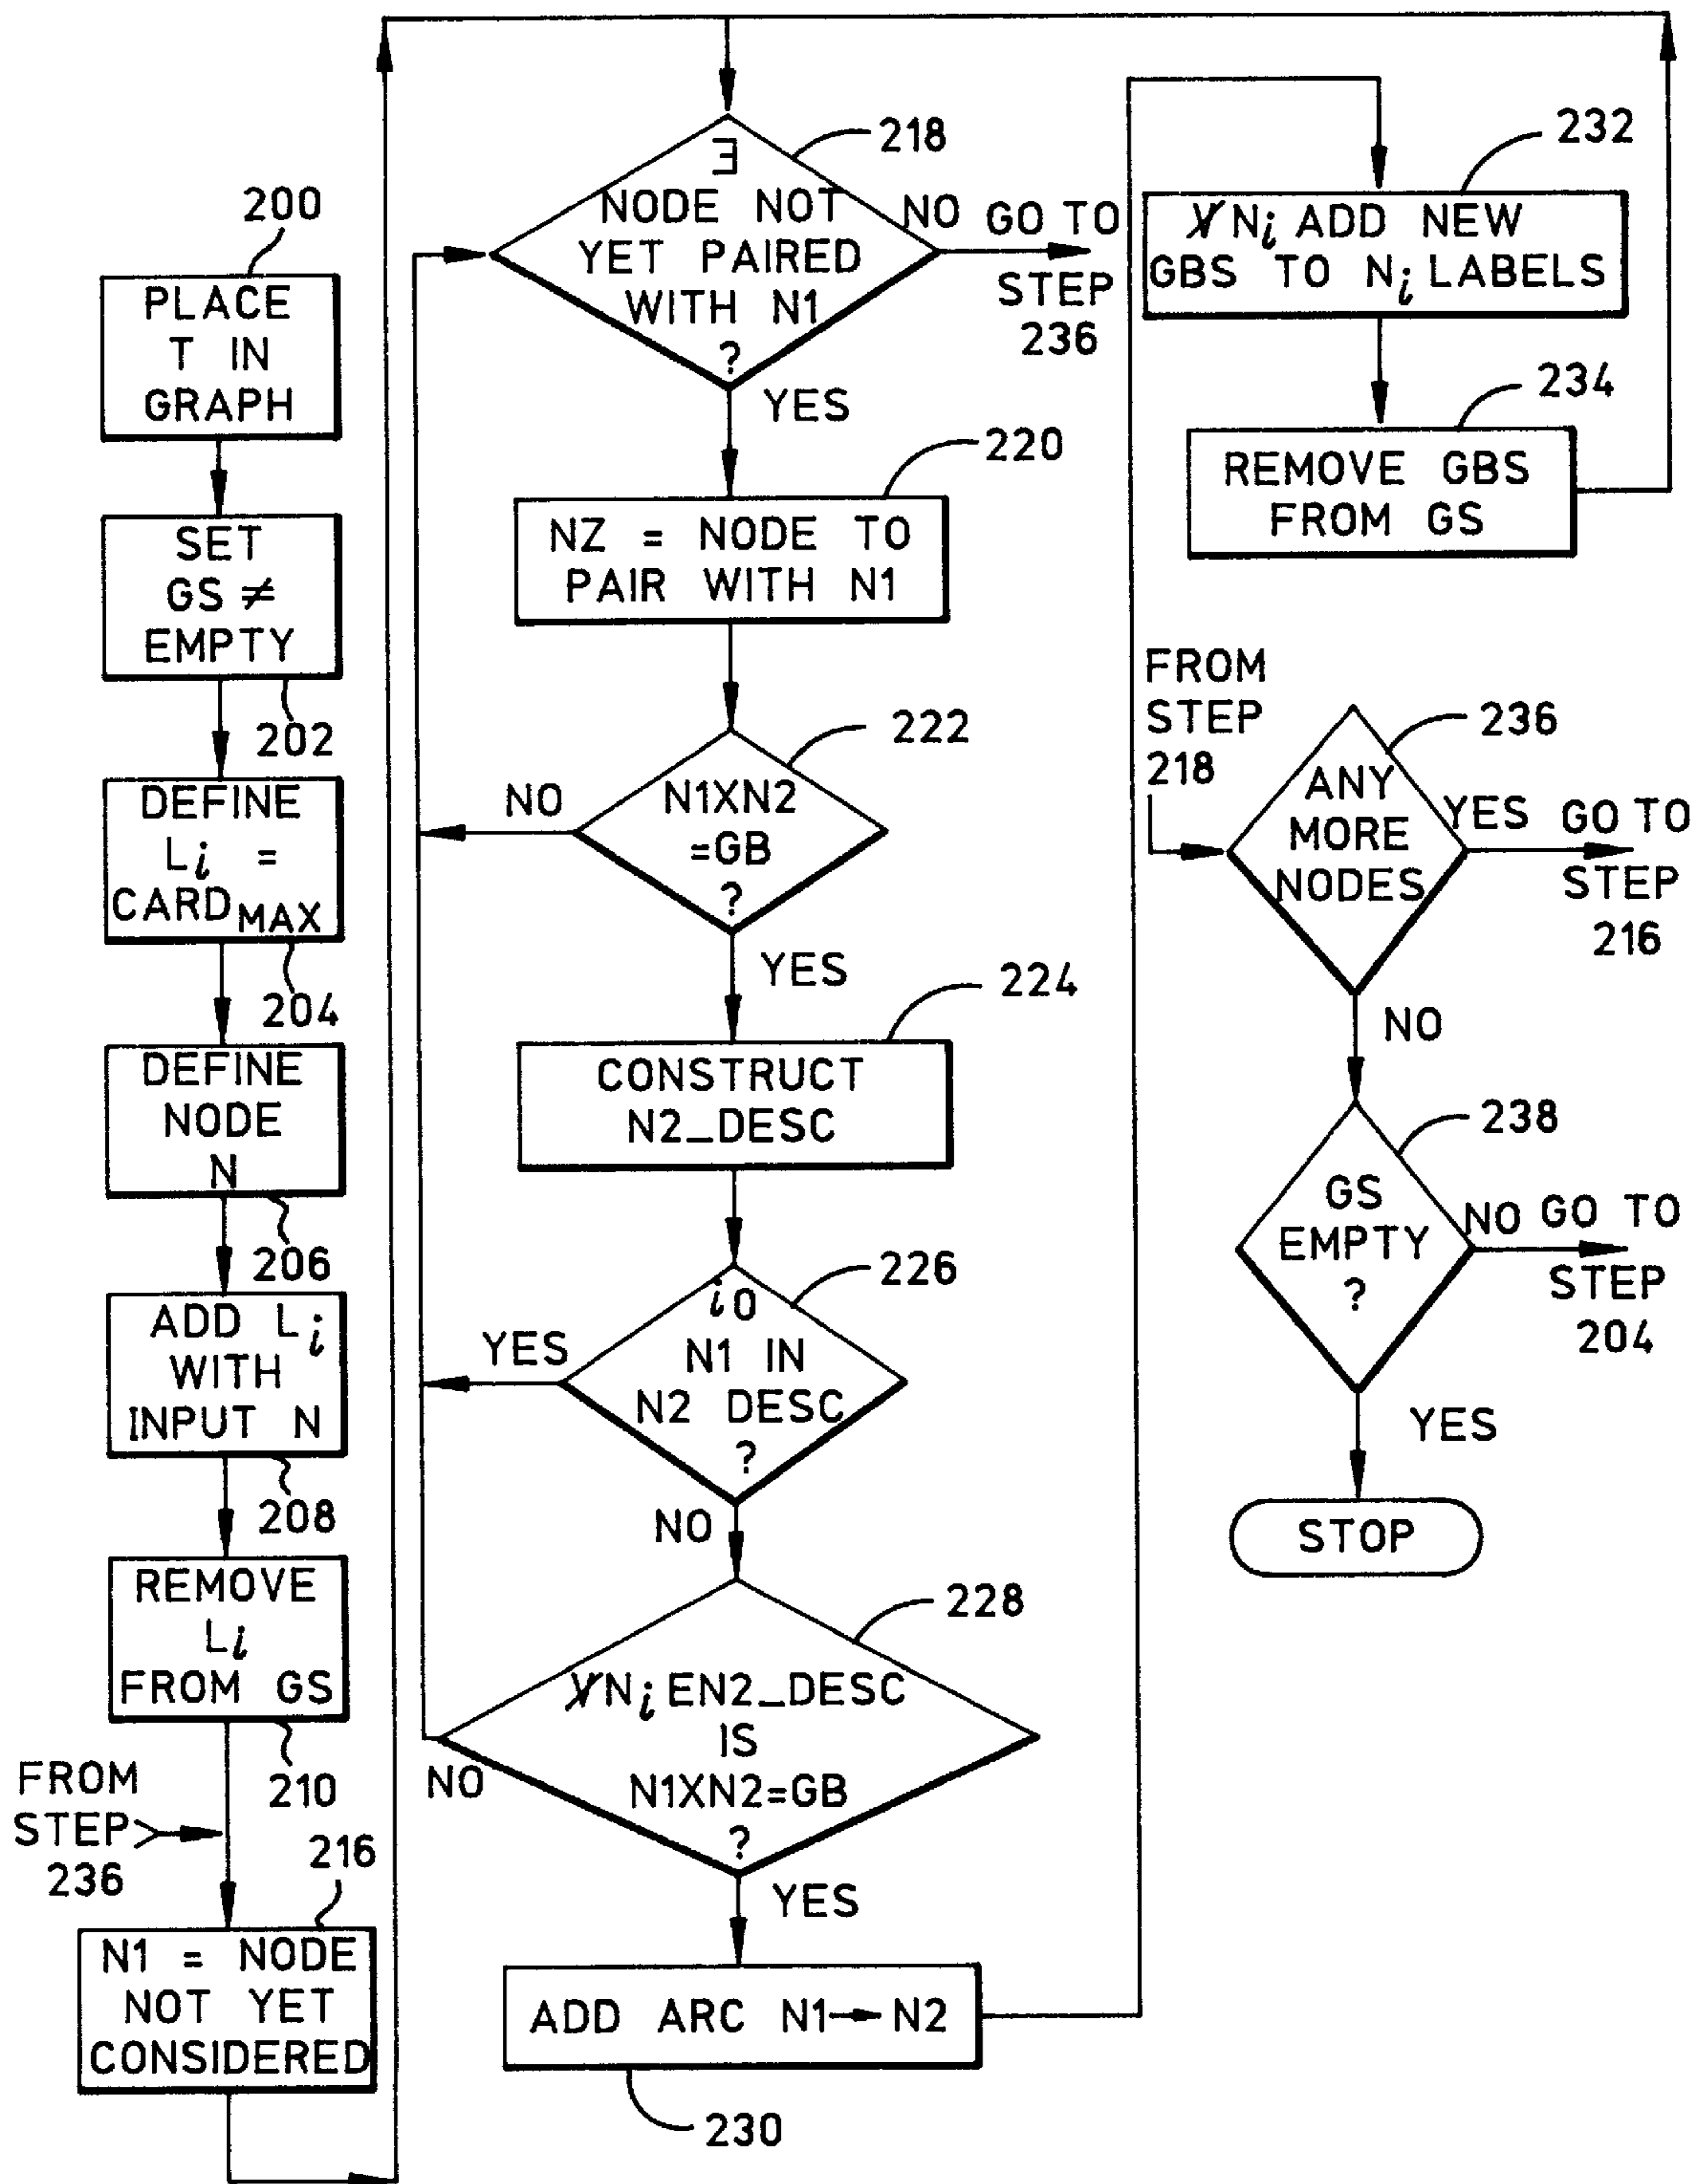 200
PLACE
T IN
GRAPH
SET
GS ≠
EMPTY
202
DEFINE
Li =
CARD MAX
204
DEFINE
NODE
N
206
ADD Li
WITH
INPUT N
208
REMOVE
Li
FROM GS
210
FROM
STEP
236
216
N1 = NODE
NOT YET
CONSIDERED
218
∃
NODE NOT
YET PAIRED
WITH N1
?
NO GO TO
STEP
236
YES
220
NZ = NODE TO
PAIR WITH N1
222
N1XN2
=GB
?
NO
YES
224
CONSTRUCT
N2_DESC
226
i0
N1 IN
N2 DESC
?
YES
NO
228
∀Ni EN2_DESC
IS
N1XN2=GB
?
NO
YES
ADD ARC N1→N2
230
232
∀Ni ADD NEW
GBS TO Ni LABELS
234
REMOVE GBS
FROM GS
FROM
STEP
218
236
ANY
MORE
NODES
YES GO TO
STEP
216
NO
238
GS
EMPTY
?
NO GO TO
STEP
204
YES
STOP